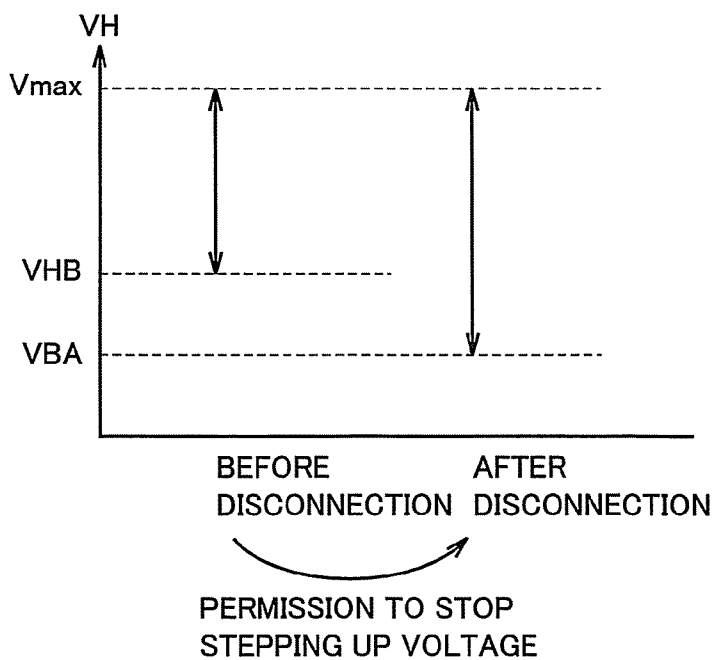 VH
Vmax
VHB
VBA
BEFORE
DISCONNECTION
AFTER
DISCONNECTION
PERMISSION TO STOP
STEPPING UP VOLTAGE